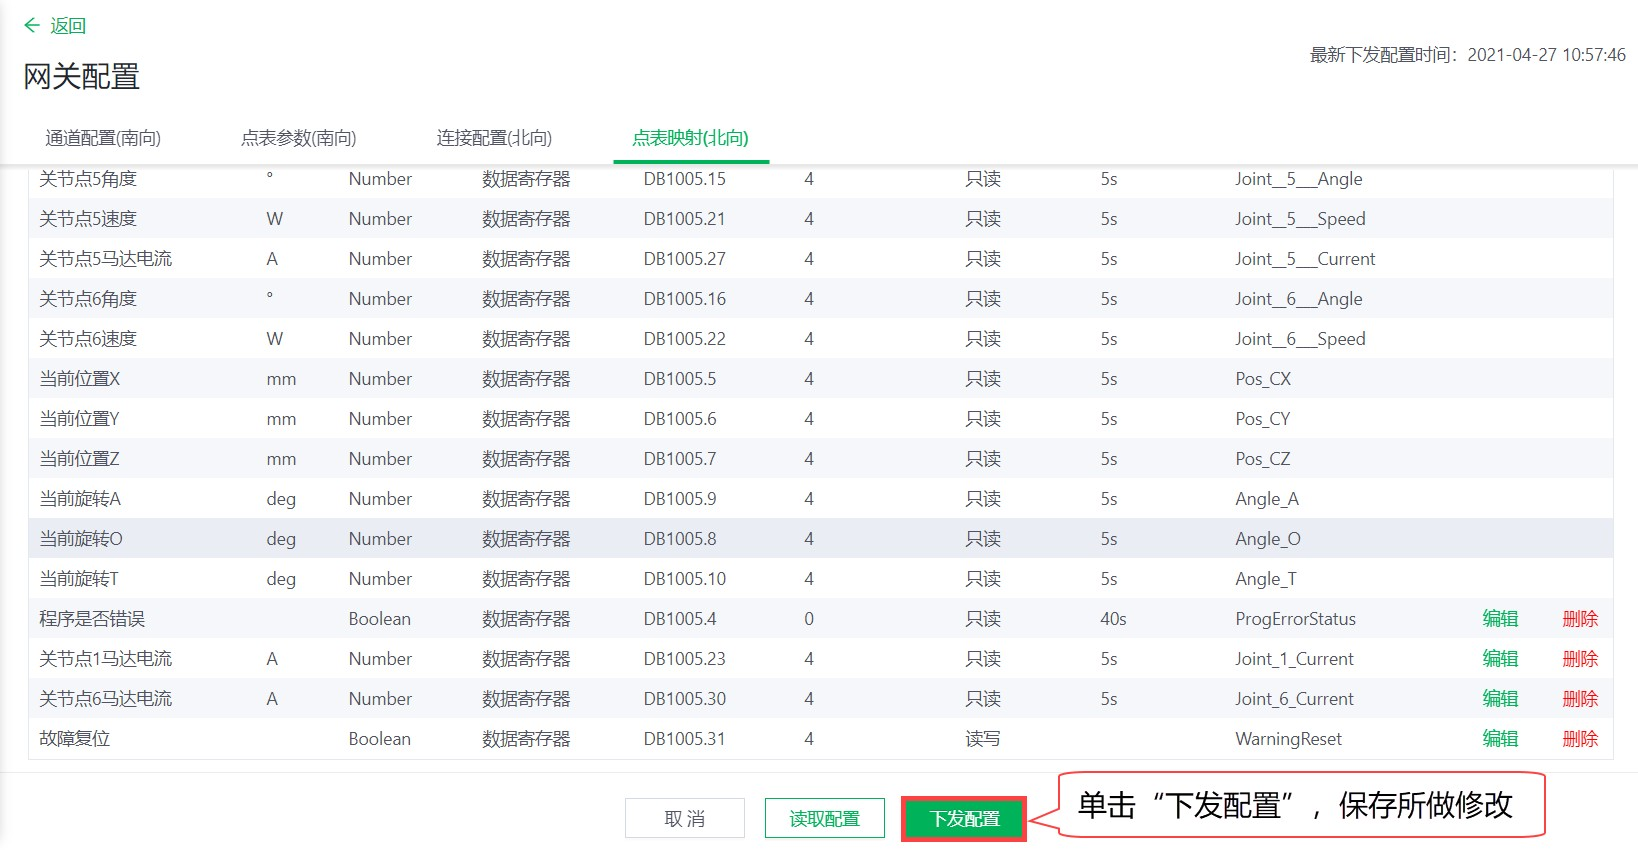 返回
最新下发配置时间：2021-04-27 10:57:46
网关配置
通道配置(南向) 点表参数(南向) 连接配置(北向) 点表映射(北向)
关节点5角度 ° Number 数据寄存器 DB1005.15 4 只读 5s Joint__5___Angle
关节点5速度 W Number 数据寄存器 DB1005.21 4 只读 5s Joint__5___Speed
关节点5马达电流 A Number 数据寄存器 DB1005.27 4 只读 5s Joint__5___Current
关节点6角度 ° Number 数据寄存器 DB1005.16 4 只读 5s Joint__6___Angle
关节点6速度 W Number 数据寄存器 DB1005.22 4 只读 5s Joint__6___Speed
当前位置X mm Number 数据寄存器 DB1005.5 4 只读 5s Pos_CX
当前位置Y mm Number 数据寄存器 DB1005.6 4 只读 5s Pos_CY
当前位置Z mm Number 数据寄存器 DB1005.7 4 只读 5s Pos_CZ
当前旋转A deg Number 数据寄存器 DB1005.9 4 只读 5s Angle_A
当前旋转O deg Number 数据寄存器 DB1005.8 4 只读 5s Angle_O
当前旋转T deg Number 数据寄存器 DB1005.10 4 只读 5s Angle_T
程序是否错误 Boolean 数据寄存器 DB1005.4 0 只读 40s ProgErrorStatus 编辑 删除
关节点1马达电流 A Number 数据寄存器 DB1005.23 4 只读 5s Joint_1_Current 编辑 删除
关节点6马达电流 A Number 数据寄存器 DB1005.30 4 只读 5s Joint_6_Current 编辑 删除
故障复位 Boolean 数据寄存器 DB1005.31 4 读写 WarningReset 编辑 删除
取 消 读取配置 下发配置 单击“下发配置”，保存所做修改